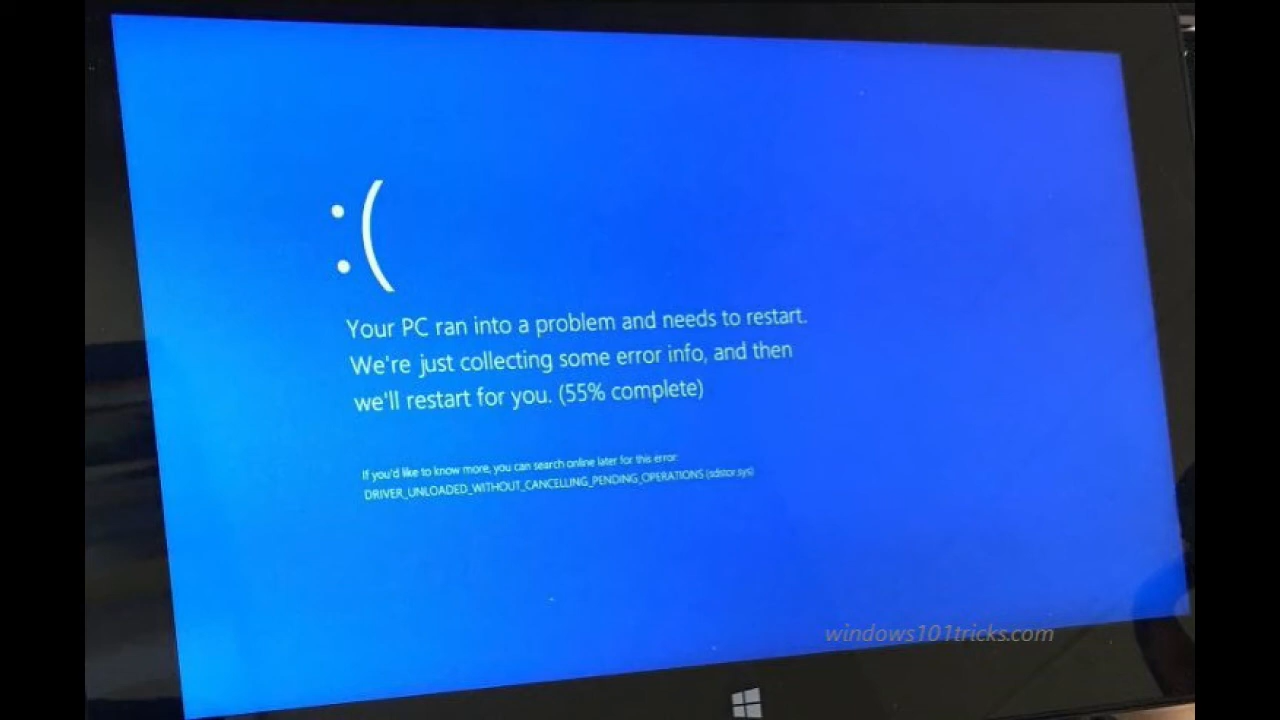 :(
Your PC ran into a problem and needs to restart.
We're just collecting some error info, and then
we'll restart for you. (55% complete)
If you'd like to know more, you can search online later for this error:
DRIVER_UNLOADED_WITHOUT_CANCELLING_PENDING_OPERATIONS (sdstor.sys)
windows101tricks.com